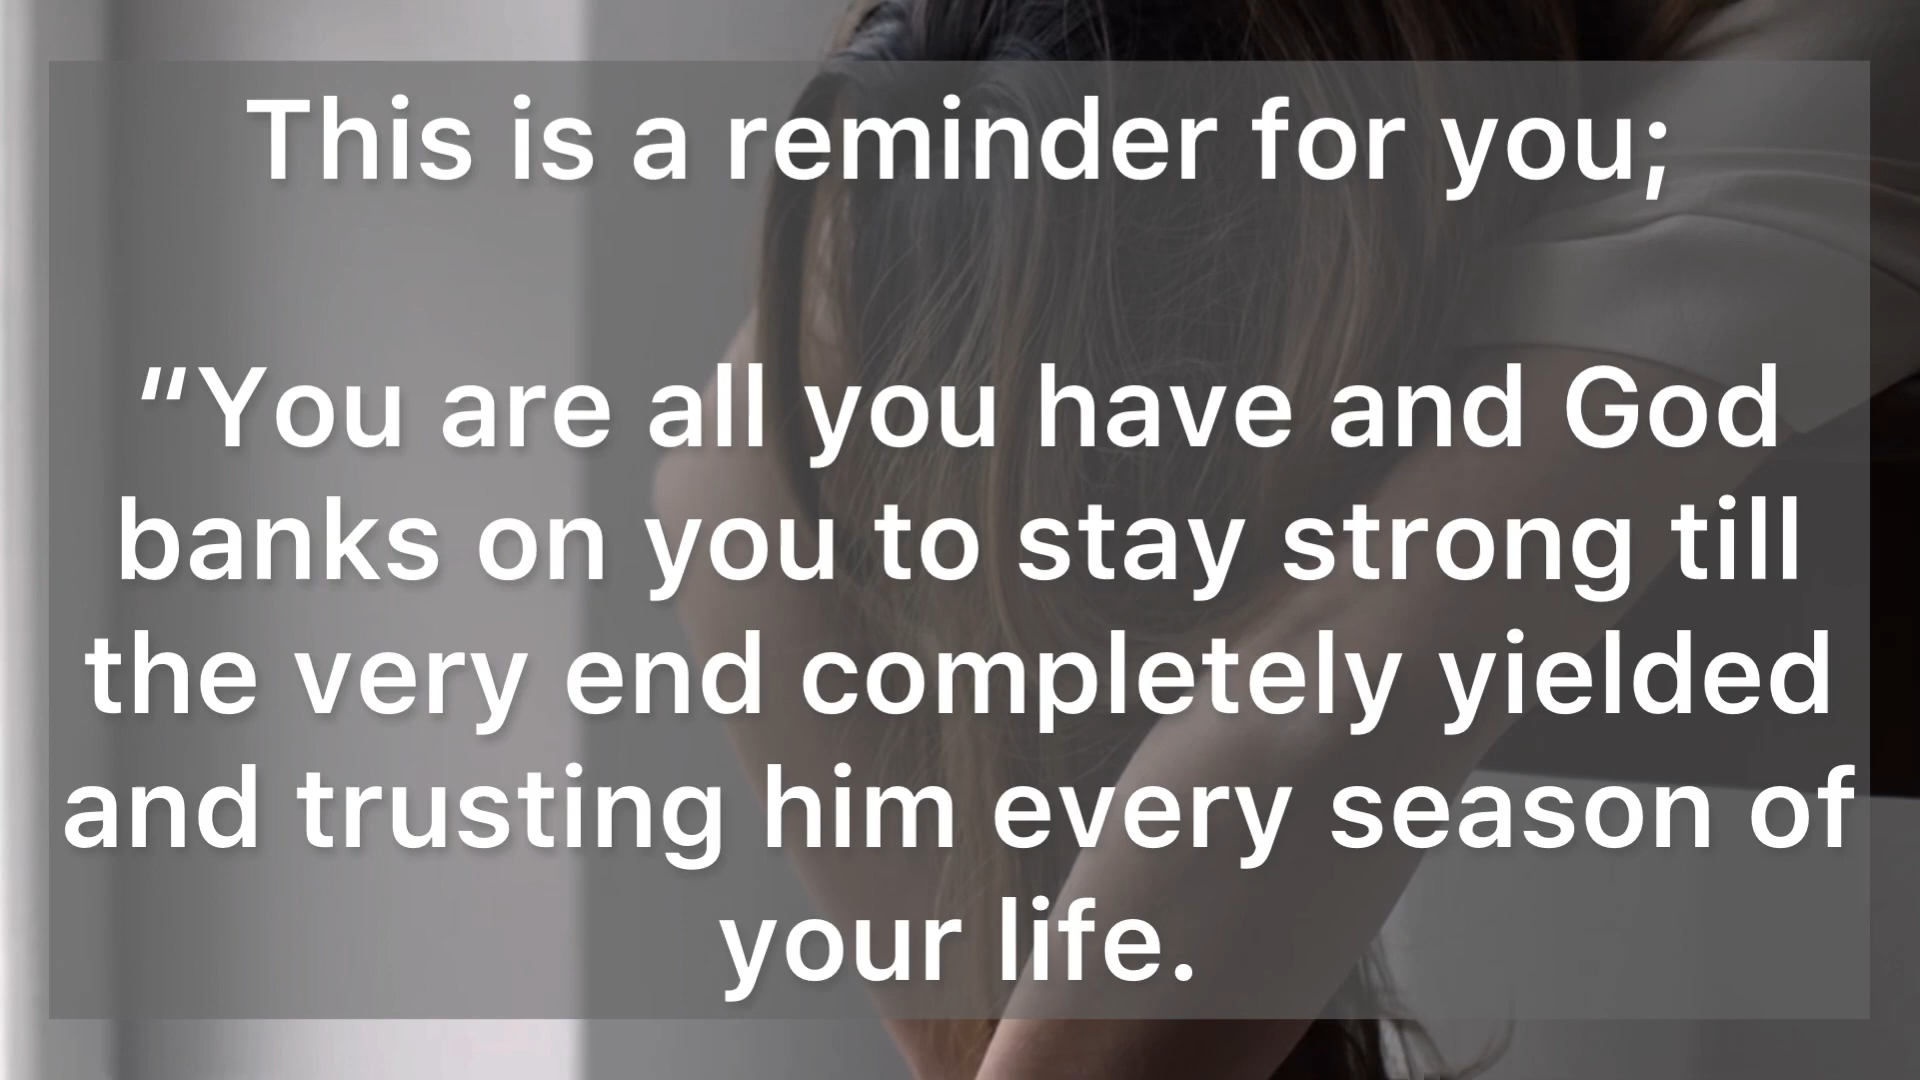 This is a reminder for you;
“You are all you have and God
banks on you to stay strong till
the very end completely yielded
and trusting him every season of
your life.